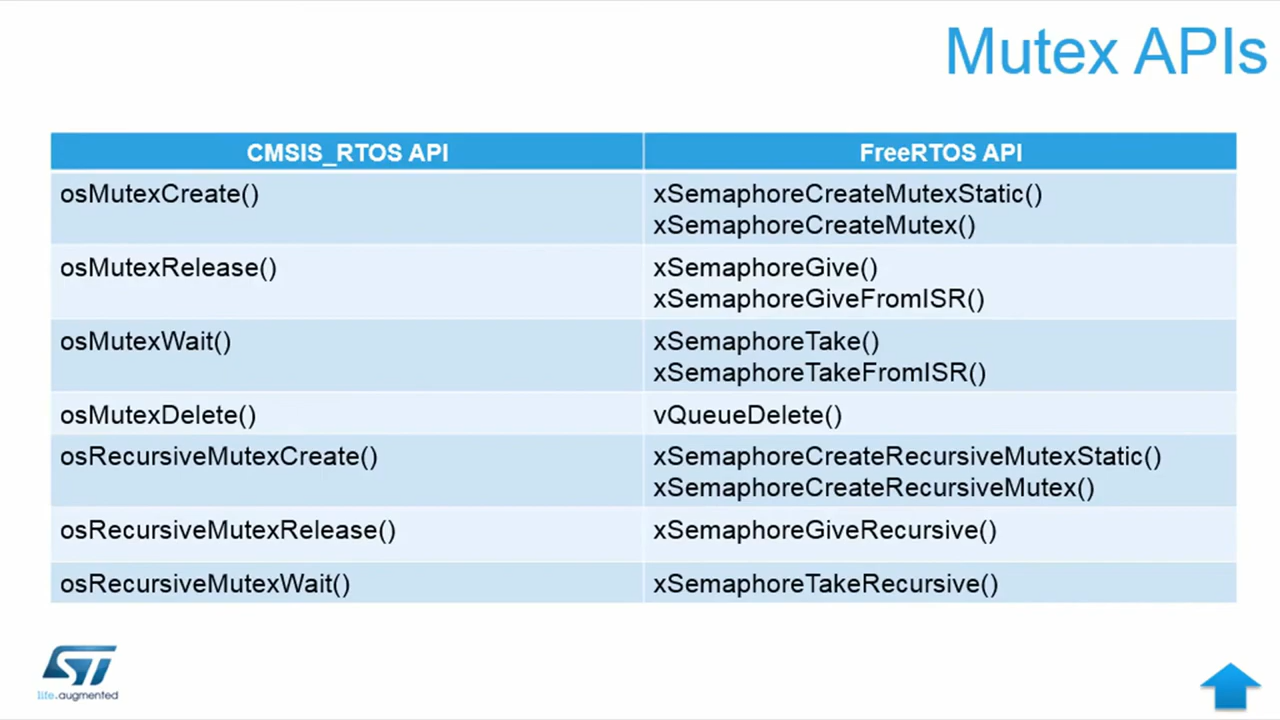 Mutex APIs
CMSIS_RTOS API
FreeRTOS API
osMutexCreate()
xSemaphoreCreateMutexStatic()
xSemaphoreCreateMutex()
osMutexRelease()
xSemaphoreGive()
xSemaphoreGiveFromISR()
osMutexWait()
xSemaphoreTake()
xSemaphoreTakeFromISR()
osMutexDelete()
vQueueDelete()
osRecursiveMutexCreate()
xSemaphoreCreateRecursiveMutexStatic()
xSemaphoreCreateRecursiveMutex()
osRecursiveMutexRelease()
xSemaphoreGiveRecursive()
osRecursiveMutexWait()
xSemaphoreTakeRecursive()
ST
life.augmented